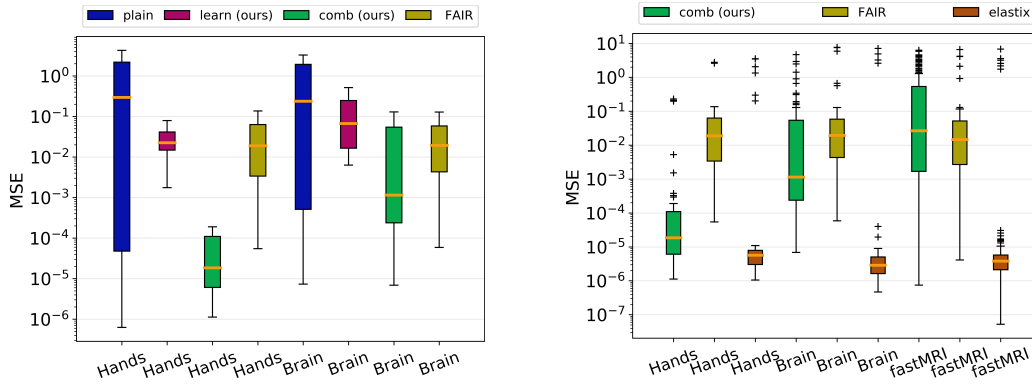 plain learn (ours) comb (ours) FAIR
MSE
10^0
10^-1
10^-2
10^-3
10^-4
10^-5
10^-6
Hands Hands Hands Hands Brain Brain Brain Brain
comb (ours) FAIR elastix
MSE
10^1
10^0
10^-1
10^-2
10^-3
10^-4
10^-5
10^-6
10^-7
Hands Hands Hands Brain Brain Brain fastMRI fastMRI fastMRI